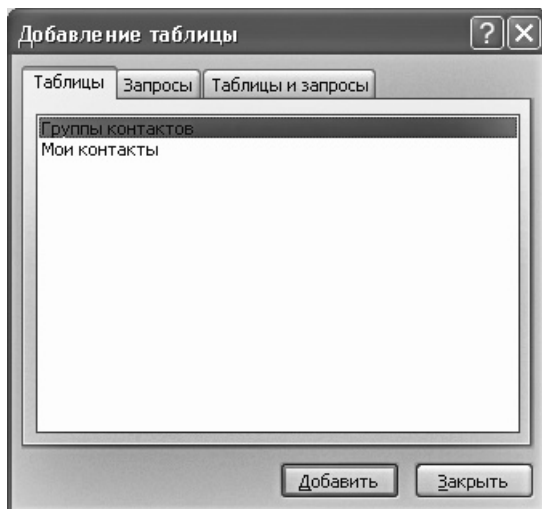 Добавление таблицы
Таблицы Запросы Таблицы и запросы
Группы контактов
Мои контакты
Добавить Закрыть